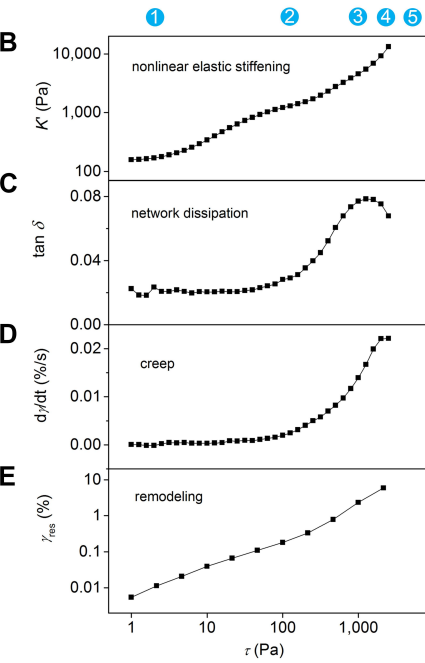 1 2 3 4 5
B
nonlinear elastic stiffening
K' (Pa)
10,000
1,000
100
C
network dissipation
tan δ
0.08
0.04
0.00
D
creep
dγ/dt (%/s)
0.02
0.01
0.00
E
remodeling
γres (%)
10
1
0.1
0.01
1 10 100 1,000
τ (Pa)